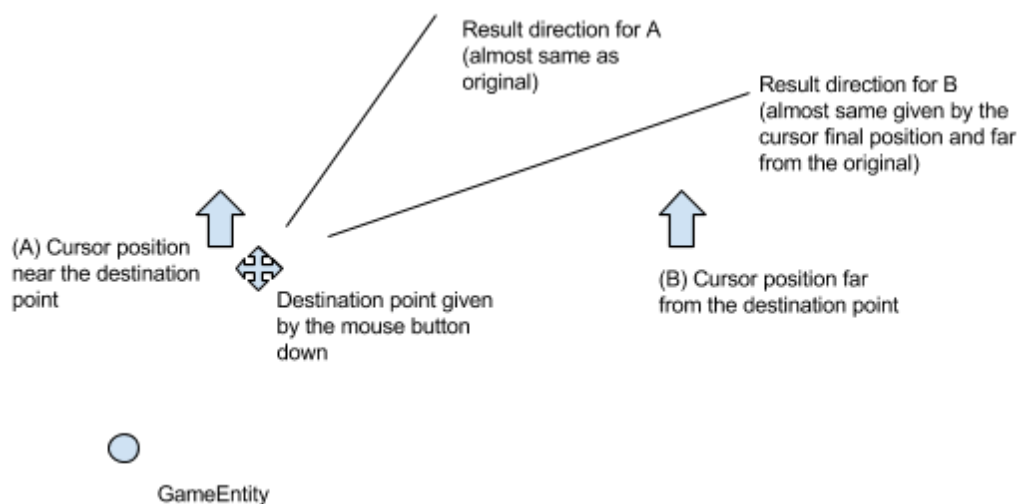 Result direction for A
(almost same as
original)
Result direction for B
(almost same given by the
cursor final position and far
from the original)
(A) Cursor position
near the destination
point
Destination point given
by the mouse button
down
(B) Cursor position far
from the destination point
GameEntity